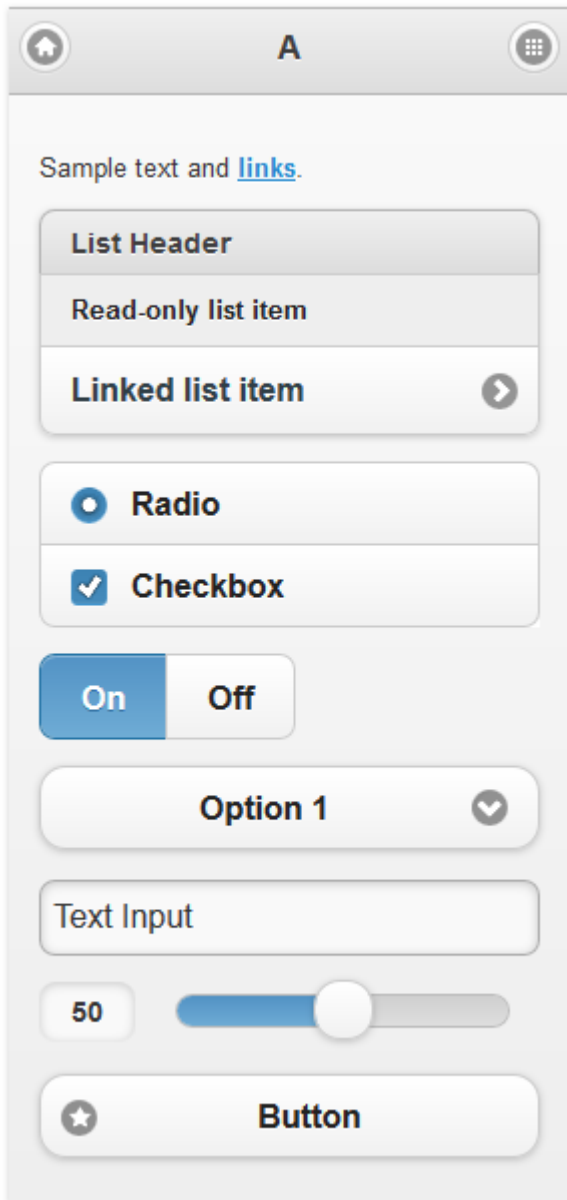 A
Sample text and links.
List Header
Read-only list item
Linked list item
Radio
Checkbox
On Off
Option 1
Text Input
50
Button